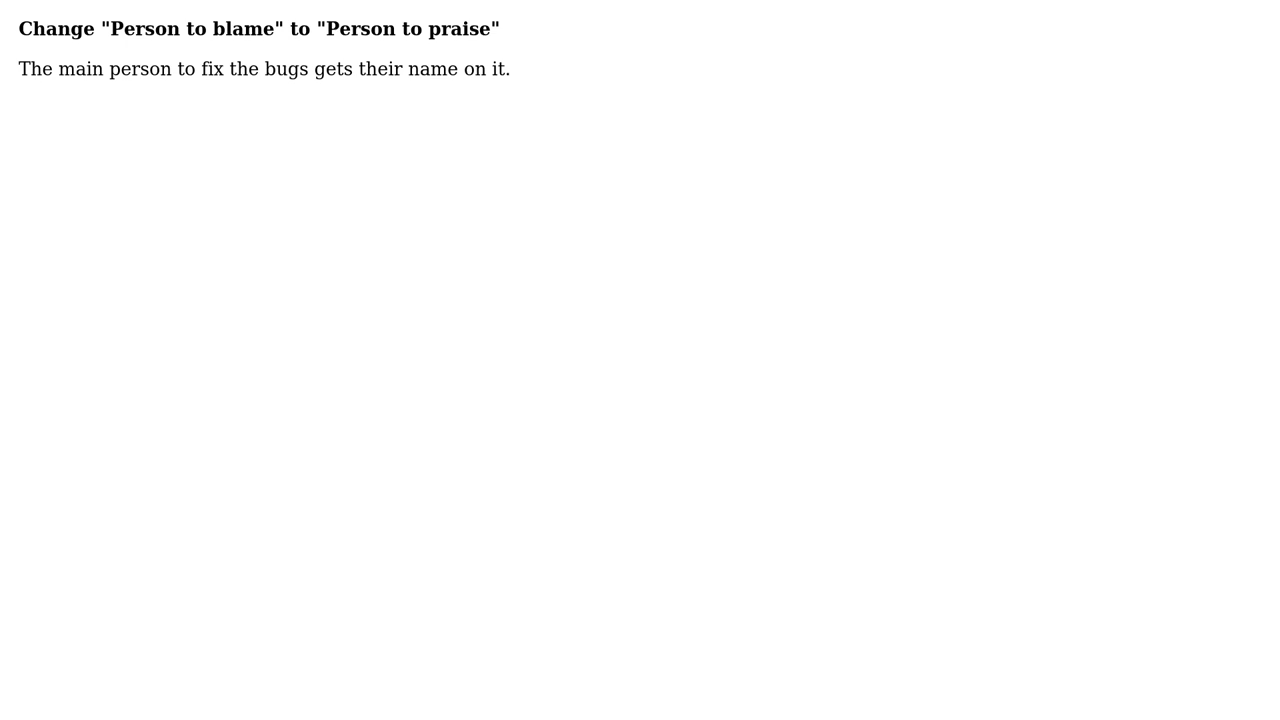 Change "Person to blame" to "Person to praise"
The main person to fix the bugs gets their name on it.